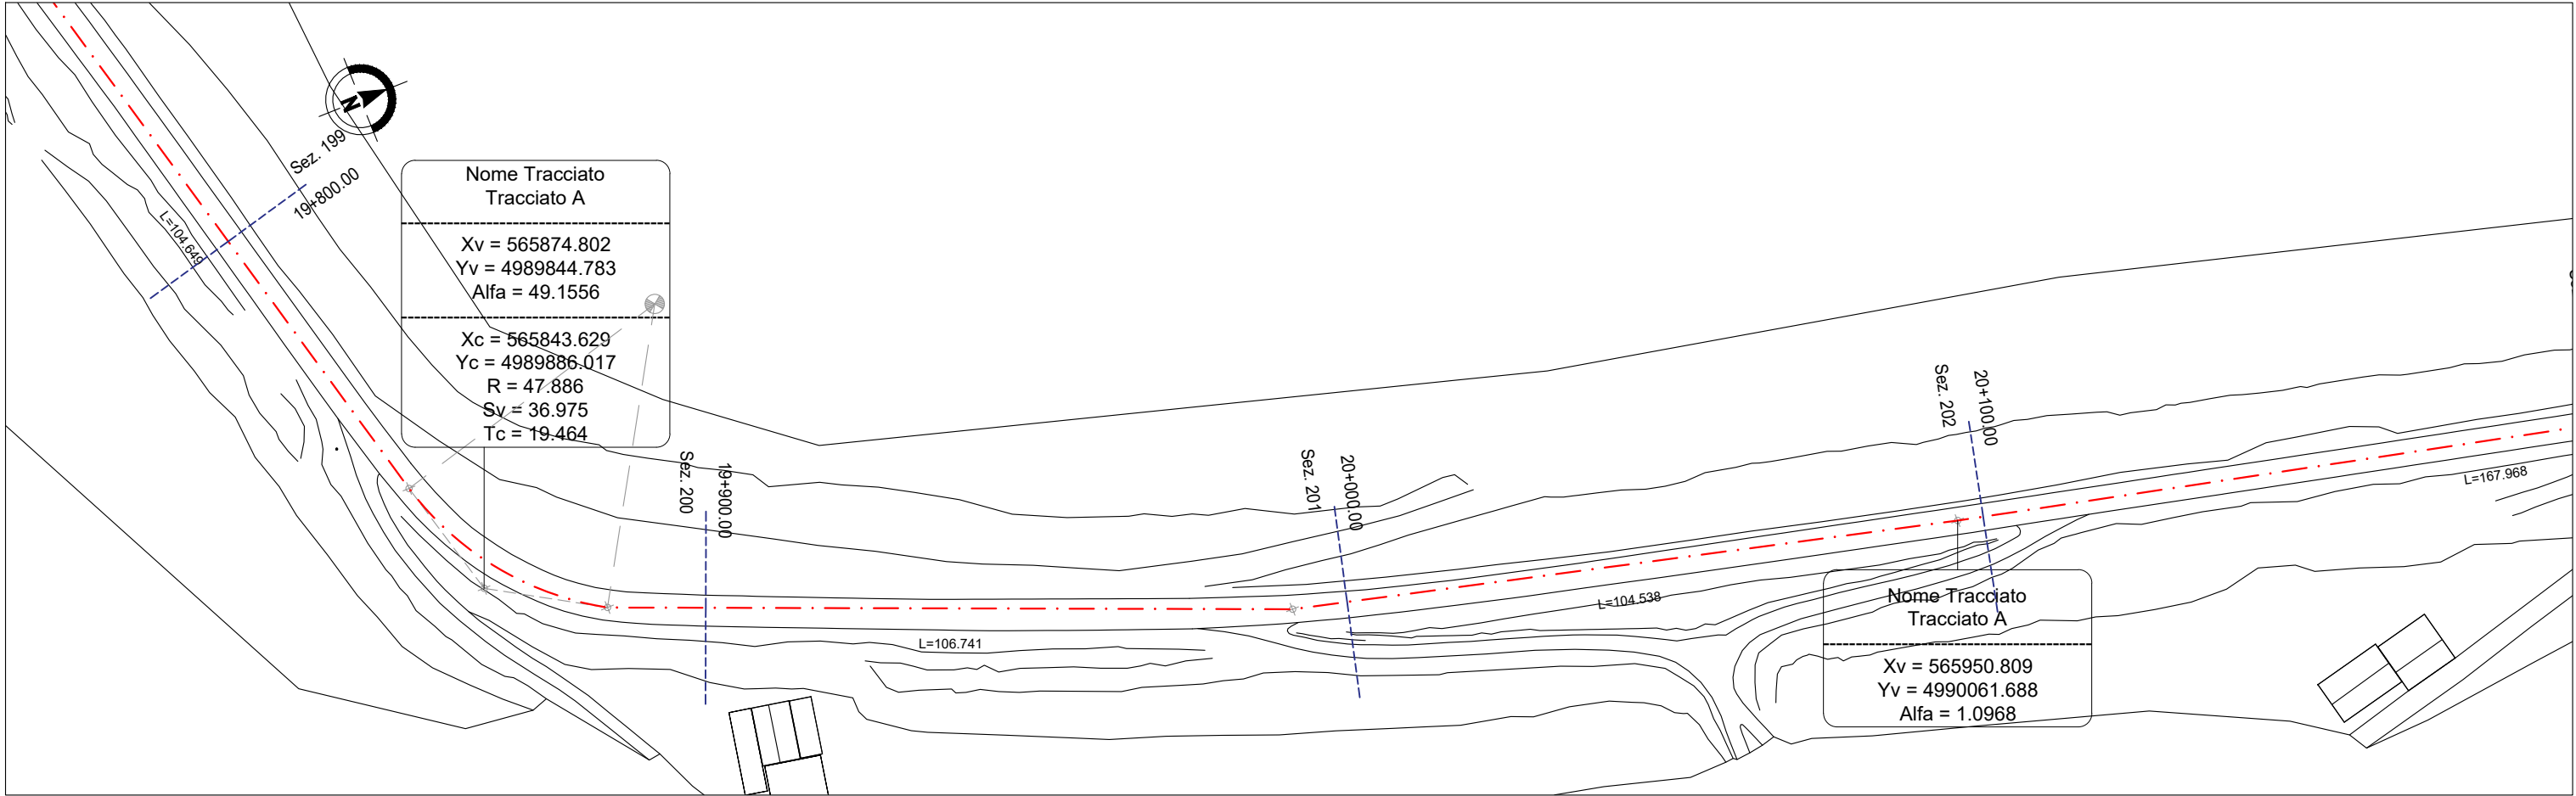 N
Sez. 199
19+800.00
L=104.649
Nome Tracciato
Tracciato A
Xv = 565874.802
Yv = 4989844.783
Alfa = 49.1556
Xc = 565843.629
Yc = 4989886.017
R = 47.886
Sv = 36.975
Tc = 19.464
Sez. 200
19+900.00
L=106.741
Sez. 201
20+000.00
L=104.538
Sez. 202
20+100.00
L=167.968
Nome Tracciato
Tracciato A
Xv = 565950.809
Yv = 4990061.688
Alfa = 1.0968